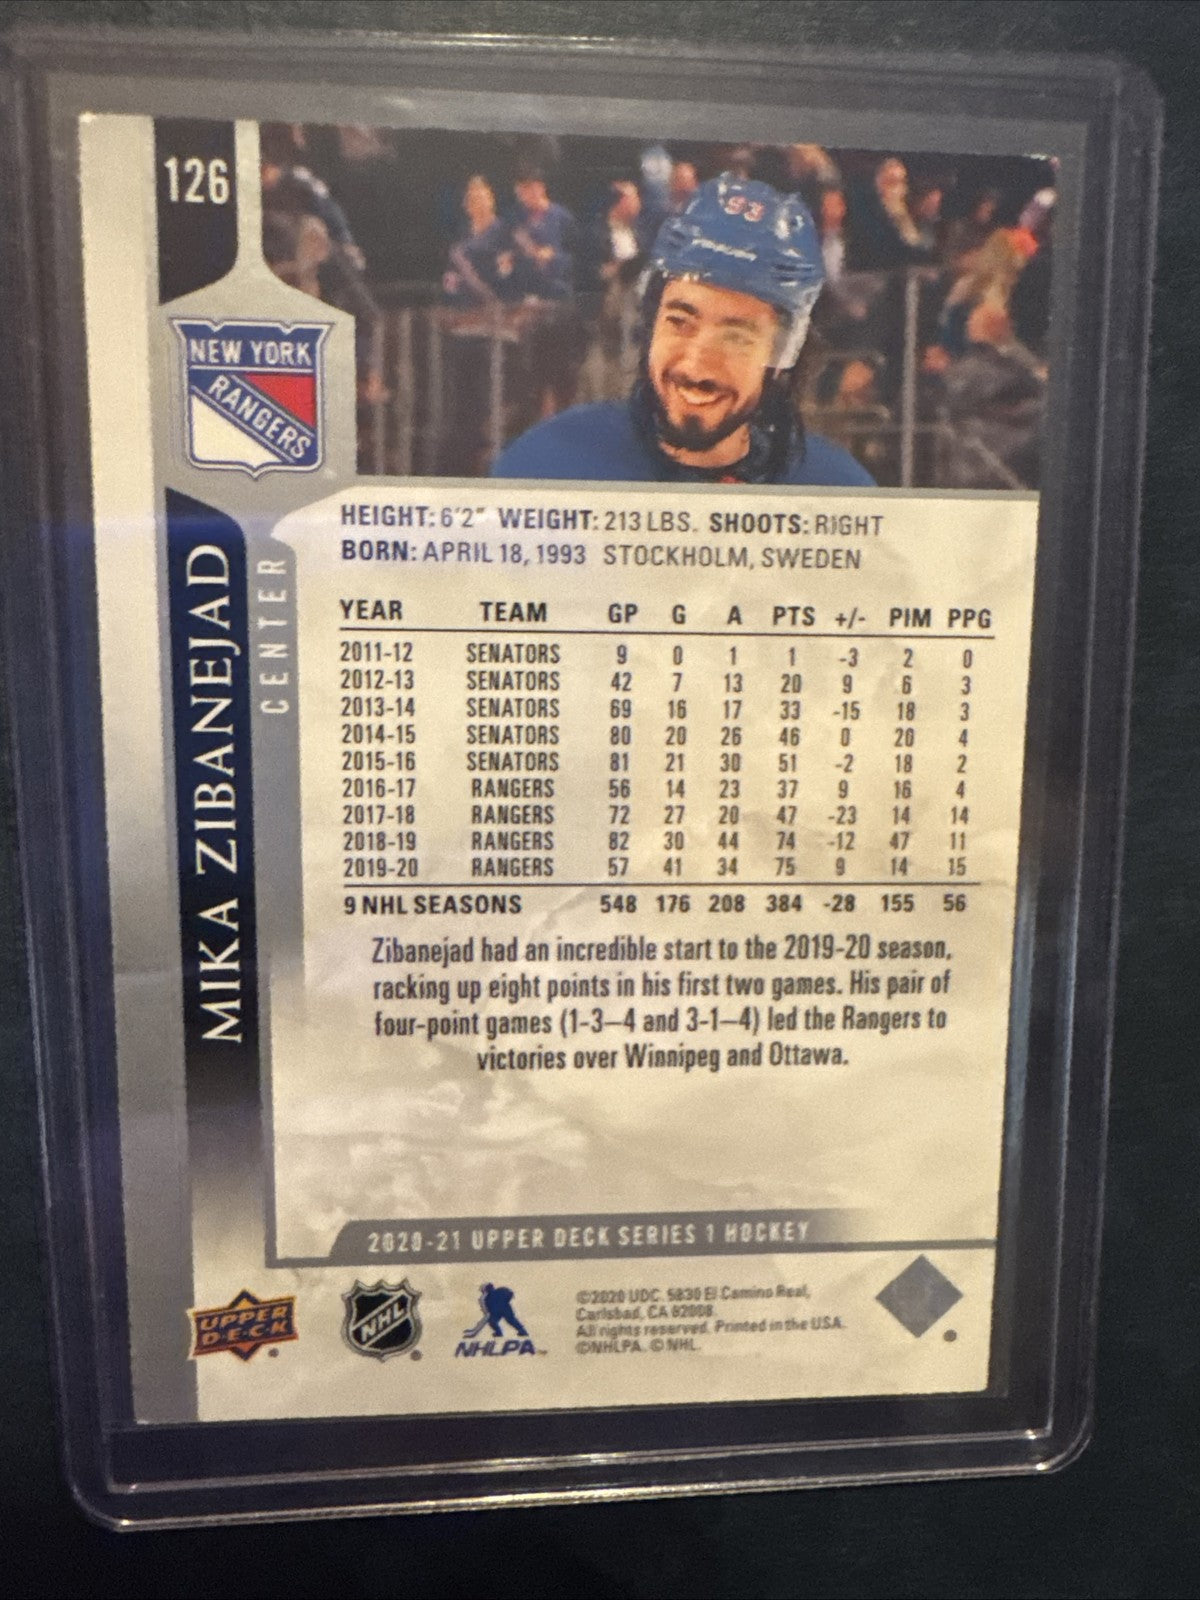 126
93
NEW YORK
RANGERS
MIKA ZIBANEJAD
CENTER
HEIGHT: 6'2" WEIGHT: 213 LBS. SHOOTS: RIGHT
BORN: APRIL 18, 1993 STOCKHOLM, SWEDEN
YEAR TEAM GP G A PTS +/- PIM PPG
2011-12 SENATORS 9 0 1 1 -3 2 0
2012-13 SENATORS 42 7 13 20 9 6 3
2013-14 SENATORS 69 16 17 33 -15 18 3
2014-15 SENATORS 80 20 26 46 0 20 4
2015-16 SENATORS 81 21 30 51 -2 18 2
2016-17 RANGERS 56 14 23 37 9 16 4
2017-18 RANGERS 72 27 20 47 -23 14 14
2018-19 RANGERS 82 30 44 74 -12 47 11
2019-20 RANGERS 57 41 34 75 9 14 15
9 NHL SEASONS 548 176 208 384 -28 155 56
Zibanejad had an incredible start to the 2019-20 season,
racking up eight points in his first two games. His pair of
four-point games (1-3–4 and 3-1–4) led the Rangers to
victories over Winnipeg and Ottawa.
2020-21 UPPER DECK SERIES 1 HOCKEY
UPPER
DECK
NHL
NHLPA™
©2020 UDC. 5830 El Camino Real,
Carlsbad, CA 92008.
All rights reserved. Printed in the USA.
©NHLPA. ©NHL.